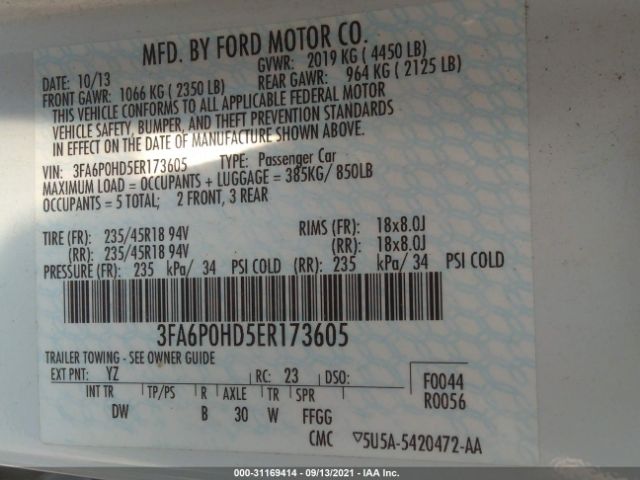 MFD. BY FORD MOTOR CO.
DATE: 10/13 GVWR: 2019 KG ( 4450 LB)
FRONT GAWR: 1066 KG ( 2350 LB) REAR GAWR: 964 KG ( 2125 LB)
THIS VEHICLE CONFORMS TO ALL APPLICABLE FEDERAL MOTOR
VEHICLE SAFETY, BUMPER, AND THEFT PREVENTION STANDARDS
IN EFFECT ON THE DATE OF MANUFACTURE SHOWN ABOVE.
VIN: 3FA6P0HD5ER173605 TYPE: Passenger Car
MAXIMUM LOAD = OCCUPANTS + LUGGAGE = 385KG/ 850LB
OCCUPANTS = 5 TOTAL; 2 FRONT, 3 REAR
TIRE (FR): 235/45R18 94V RIMS (FR): 18x8.0J
(RR): 235/45R18 94V (RR): 18x8.0J
PRESSURE (FR): 235 kPa/ 34 PSI COLD (RR): 235 kPa/ 34 PSI COLD
3FA6P0HD5ER173605
TRAILER TOWING - SEE OWNER GUIDE
EXT PNT: YZ RC: 23 DSO: F0044
INT TR TP/PS R AXLE TR SPR R0056
DW B 30 W FFGG
CMC ▽5U5A-5420472-AA
000-31169414 - 09/13/2021 - IAA Inc.